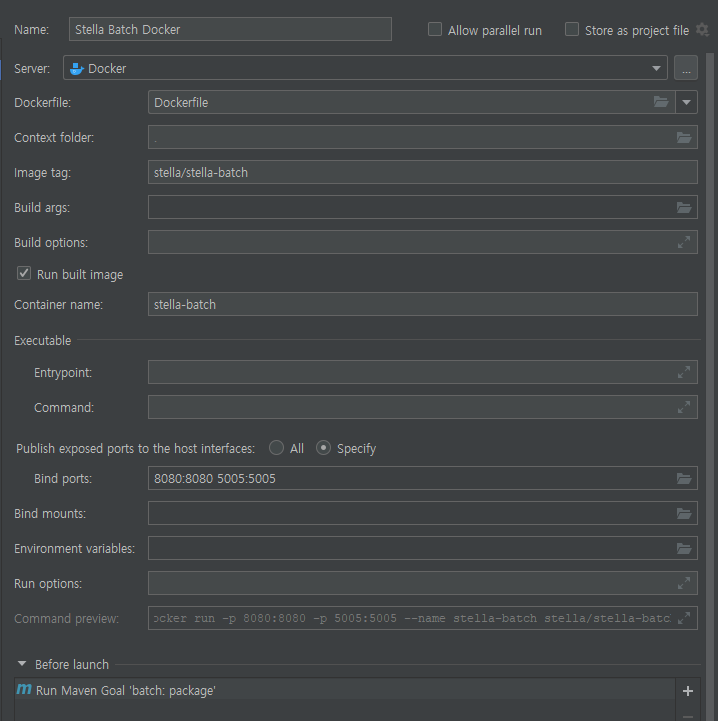 Name: Stella Batch Docker Allow parallel run Store as project file
Server: Docker ...
Dockerfile: Dockerfile
Context folder: .
Image tag: stella/stella-batch
Build args:
Build options:
Run built image
Container name: stella-batch
Executable
Entrypoint:
Command:
Publish exposed ports to the host interfaces: All Specify
Bind ports: 8080:8080 5005:5005
Bind mounts:
Environment variables:
Run options:
Command preview: ocker run -p 8080:8080 -p 5005:5005 --name stella-batch stella/stella-batc
Before launch
m Run Maven Goal 'batch: package' +